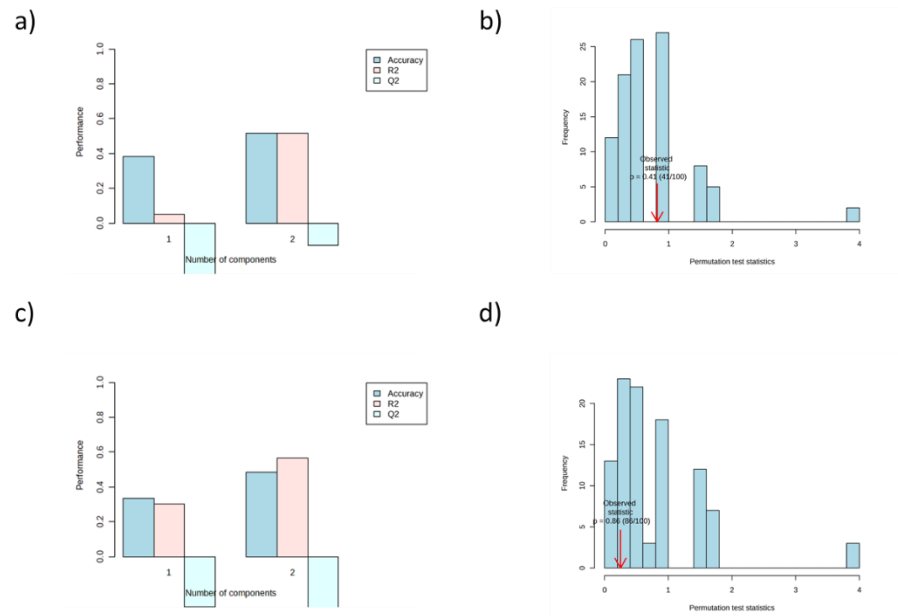 a)
1.0
0.8
0.6
0.4
0.2
0.0
Performance
Accuracy
R2
Q2
1
2
Number of components
b)
25
20
15
10
5
0
Frequency
Observed
statistic
p = 0.41 (41/100)
0
1
2
3
4
Permutation test statistics
c)
1.0
0.8
0.6
0.4
0.2
0.0
Performance
Accuracy
R2
Q2
1
2
Number of components
d)
20
15
10
5
0
Frequency
Observed
statistic
p = 0.86 (86/100)
0
1
2
3
4
Permutation test statistics